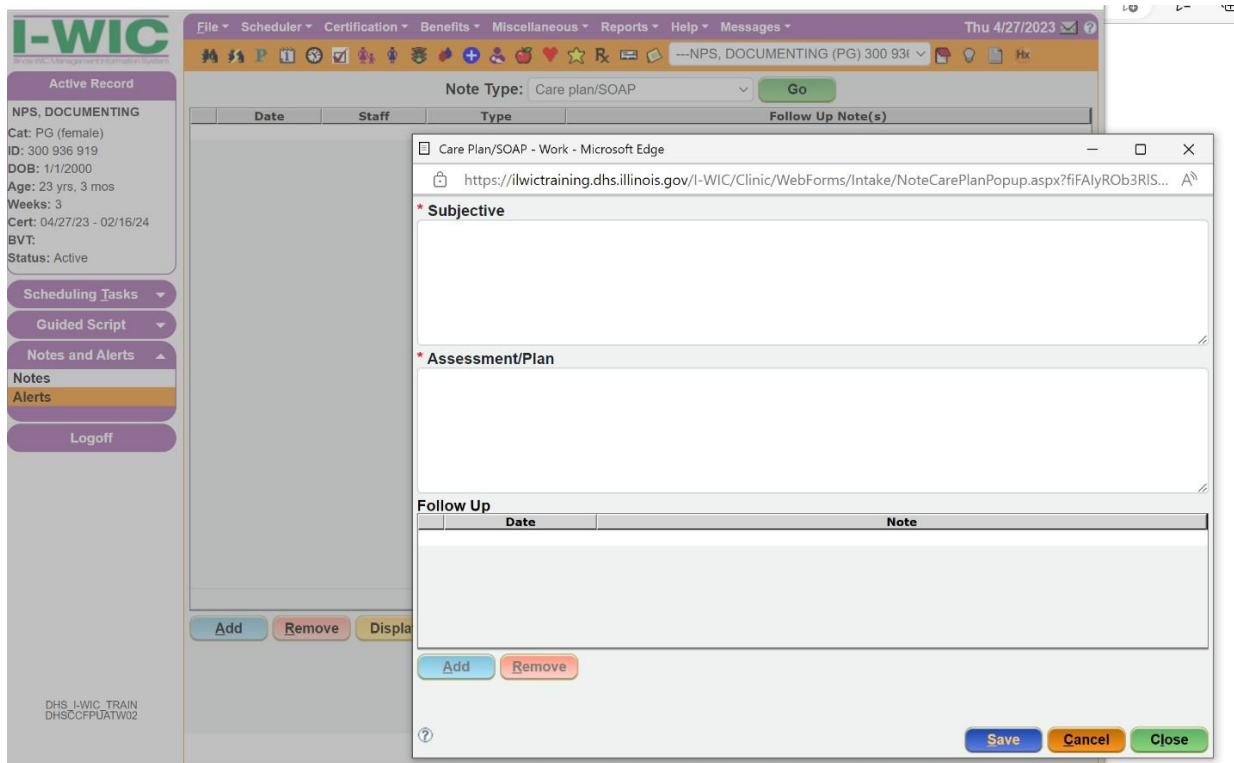 I-WIC
File Scheduler Certification Benefits Miscellaneous Reports Help Messages Thu 4/27/2023
Illinois WIC Management Information System
---NPS, DOCUMENTING (PG) 300 936
Hx
Active Record
NPS, DOCUMENTING
Cat: PG (female)
ID: 300 936 919
DOB: 1/1/2000
Age: 23 yrs, 3 mos
Weeks: 3
Cert: 04/27/23 - 02/16/24
BVT:
Status: Active
Scheduling Tasks
Guided Script
Notes and Alerts
Notes
Alerts
Logoff
DHS_I-WIC_TRAIN
DHSCCFPUATW02
Note Type: Care plan/SOAP Go
Date Staff Type Follow Up Note(s)
Add Remove Displa
Care Plan/SOAP - Work - Microsoft Edge
https://ilwictraining.dhs.illinois.gov/I-WIC/Clinic/WebForms/Intake/NoteCarePlanPopup.aspx?fiFAIyROb3RlS...
* Subjective
* Assessment/Plan
Follow Up
Date Note
Add Remove
Save Cancel Close